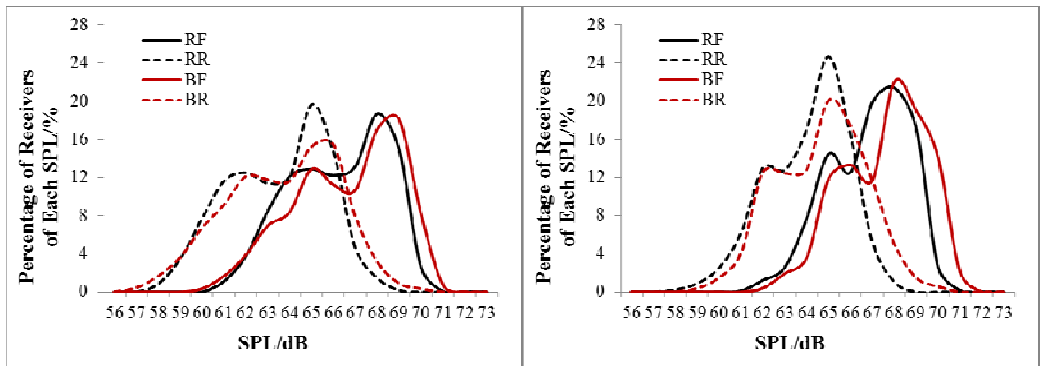 28
24
20
16
12
8
4
0
Percentage of Receivers
of Each SPL/%
RF
RR
BF
BR
56 57 58 59 60 61 62 63 64 65 66 67 68 69 70 71 72 73
SPL/dB
28
24
20
16
12
8
4
0
Percentage of Receivers
of Each SPL/%
RF
RR
BF
BR
56 57 58 59 60 61 62 63 64 65 66 67 68 69 70 71 72 73
SPL/dB